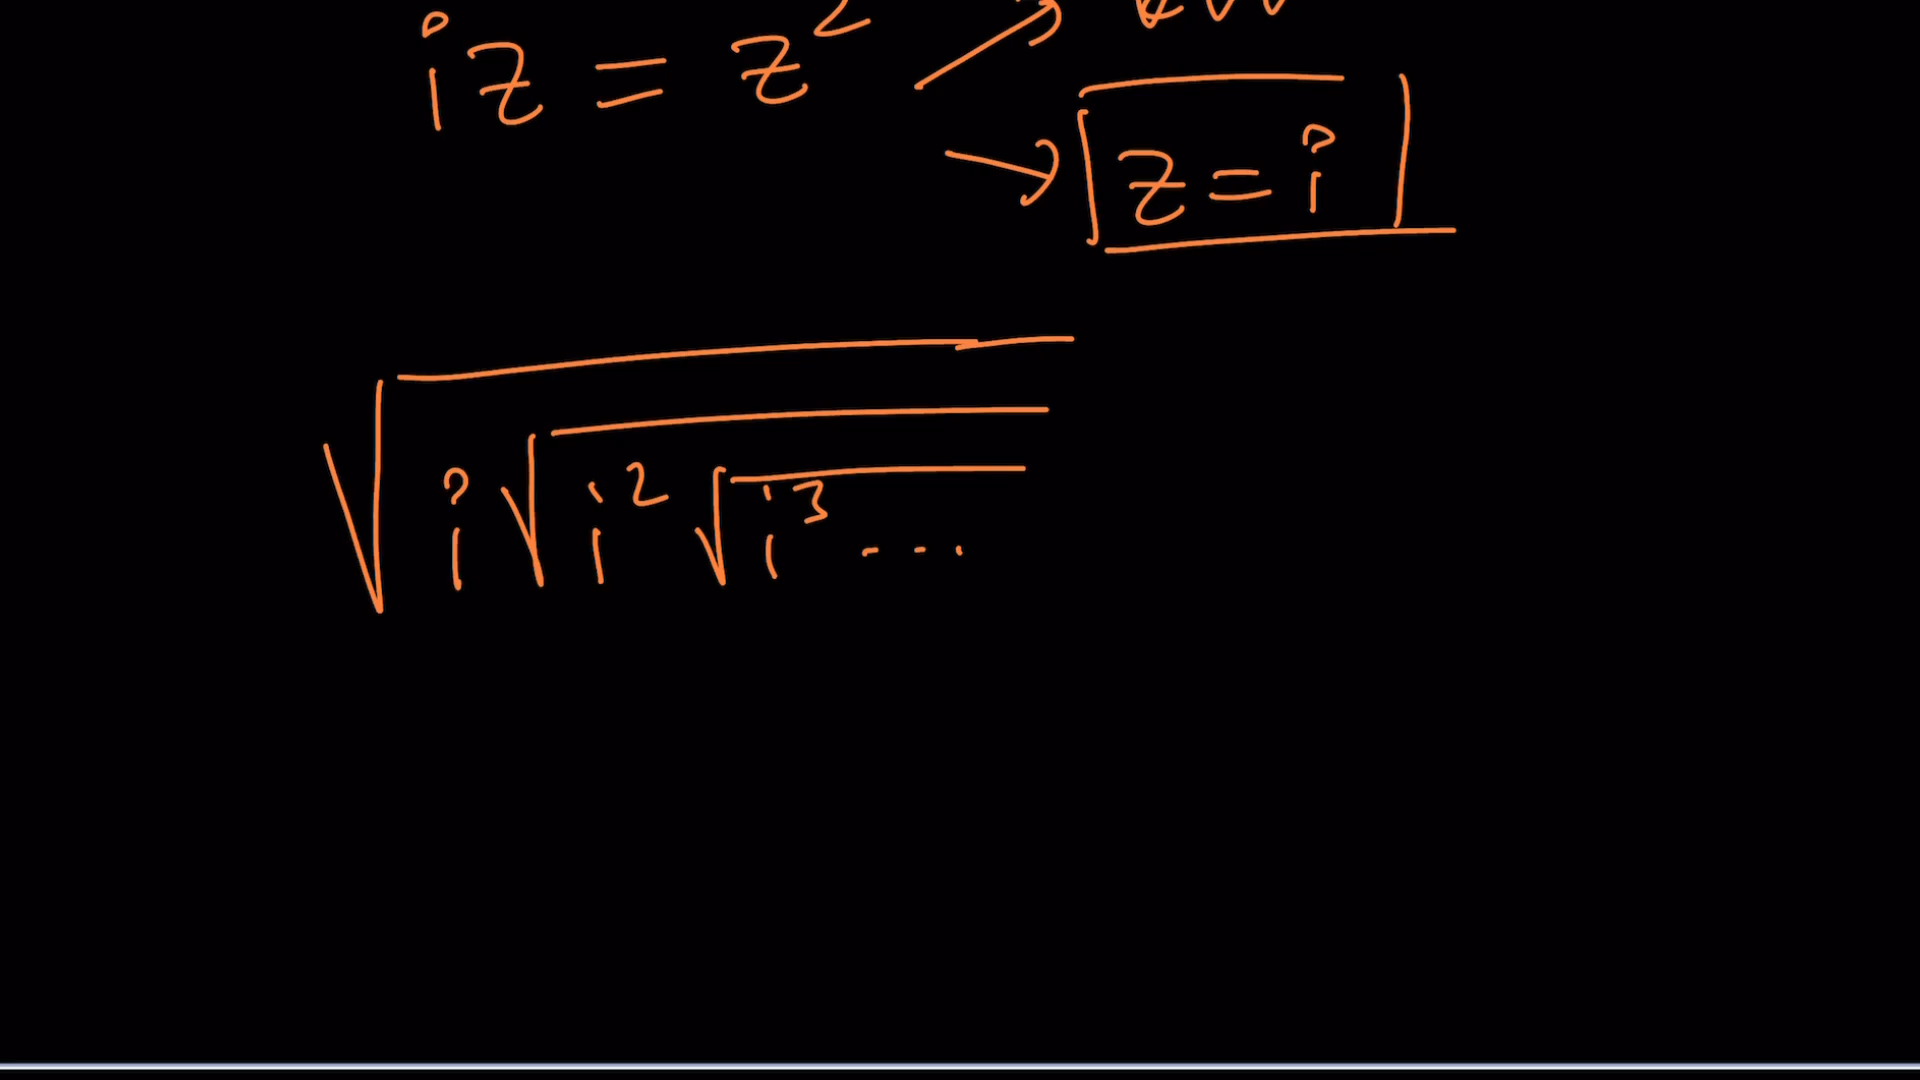 iz = z²
z = i
√(i√(i²√(i³ ...